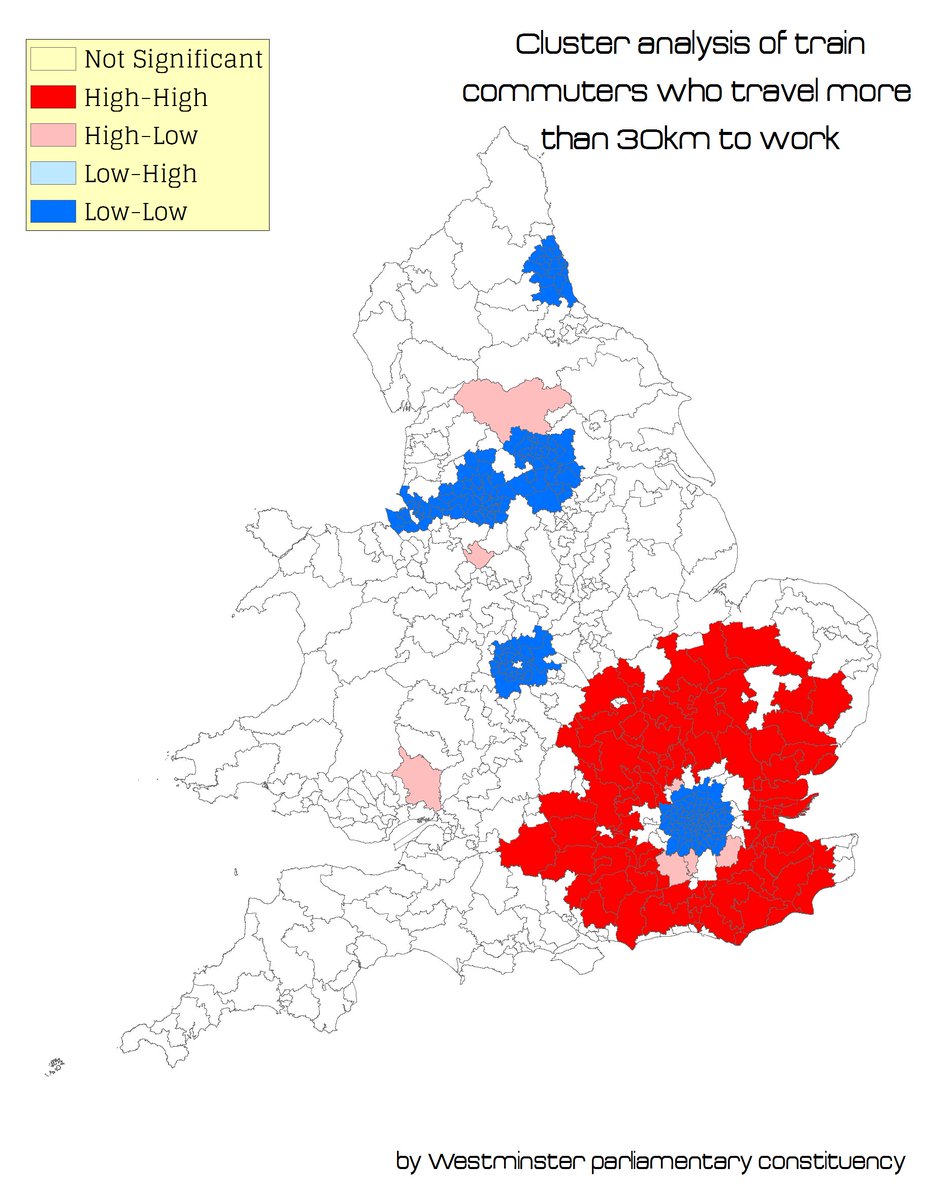 Cluster analysis of train
commuters who travel more
than 30km to work
Not Significant
High-High
High-Low
Low-High
Low-Low
by Westminster parliamentary constituency